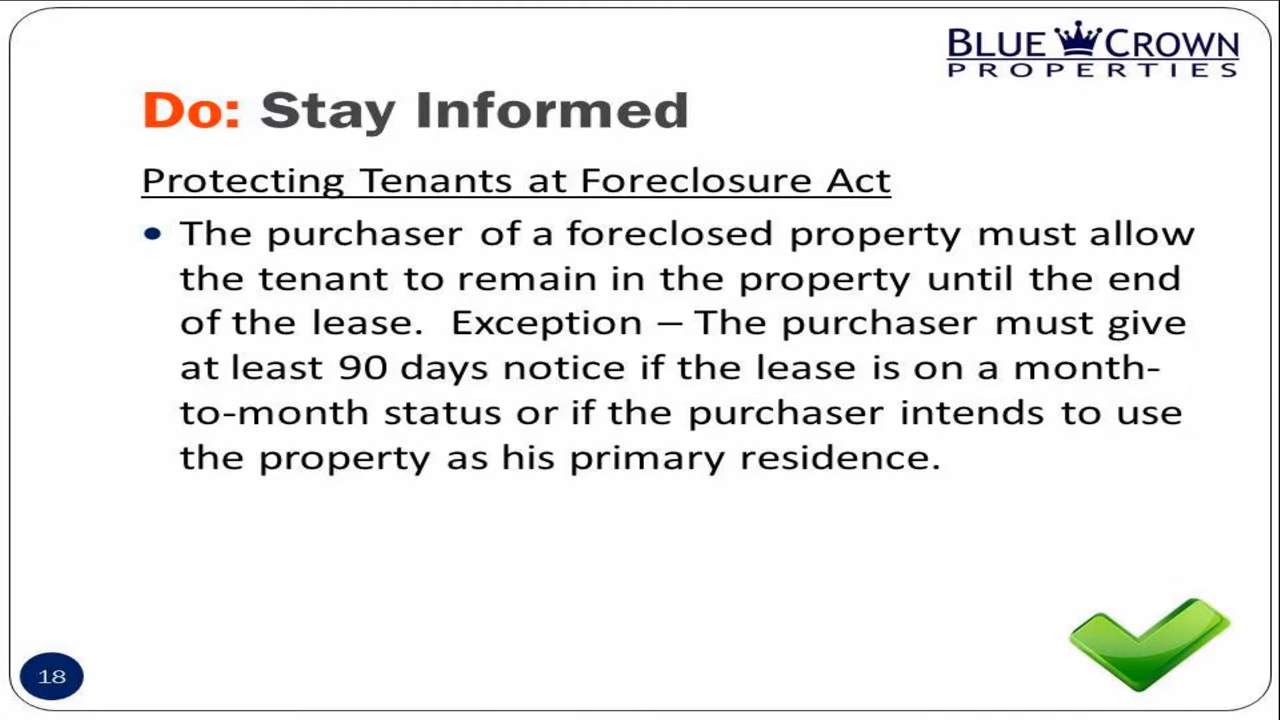 BLUE CROWN
PROPERTIES
Do: Stay Informed
Protecting Tenants at Foreclosure Act
• The purchaser of a foreclosed property must allow
the tenant to remain in the property until the end
of the lease.  Exception – The purchaser must give
at least 90 days notice if the lease is on a month-
to-month status or if the purchaser intends to use
the property as his primary residence.
18